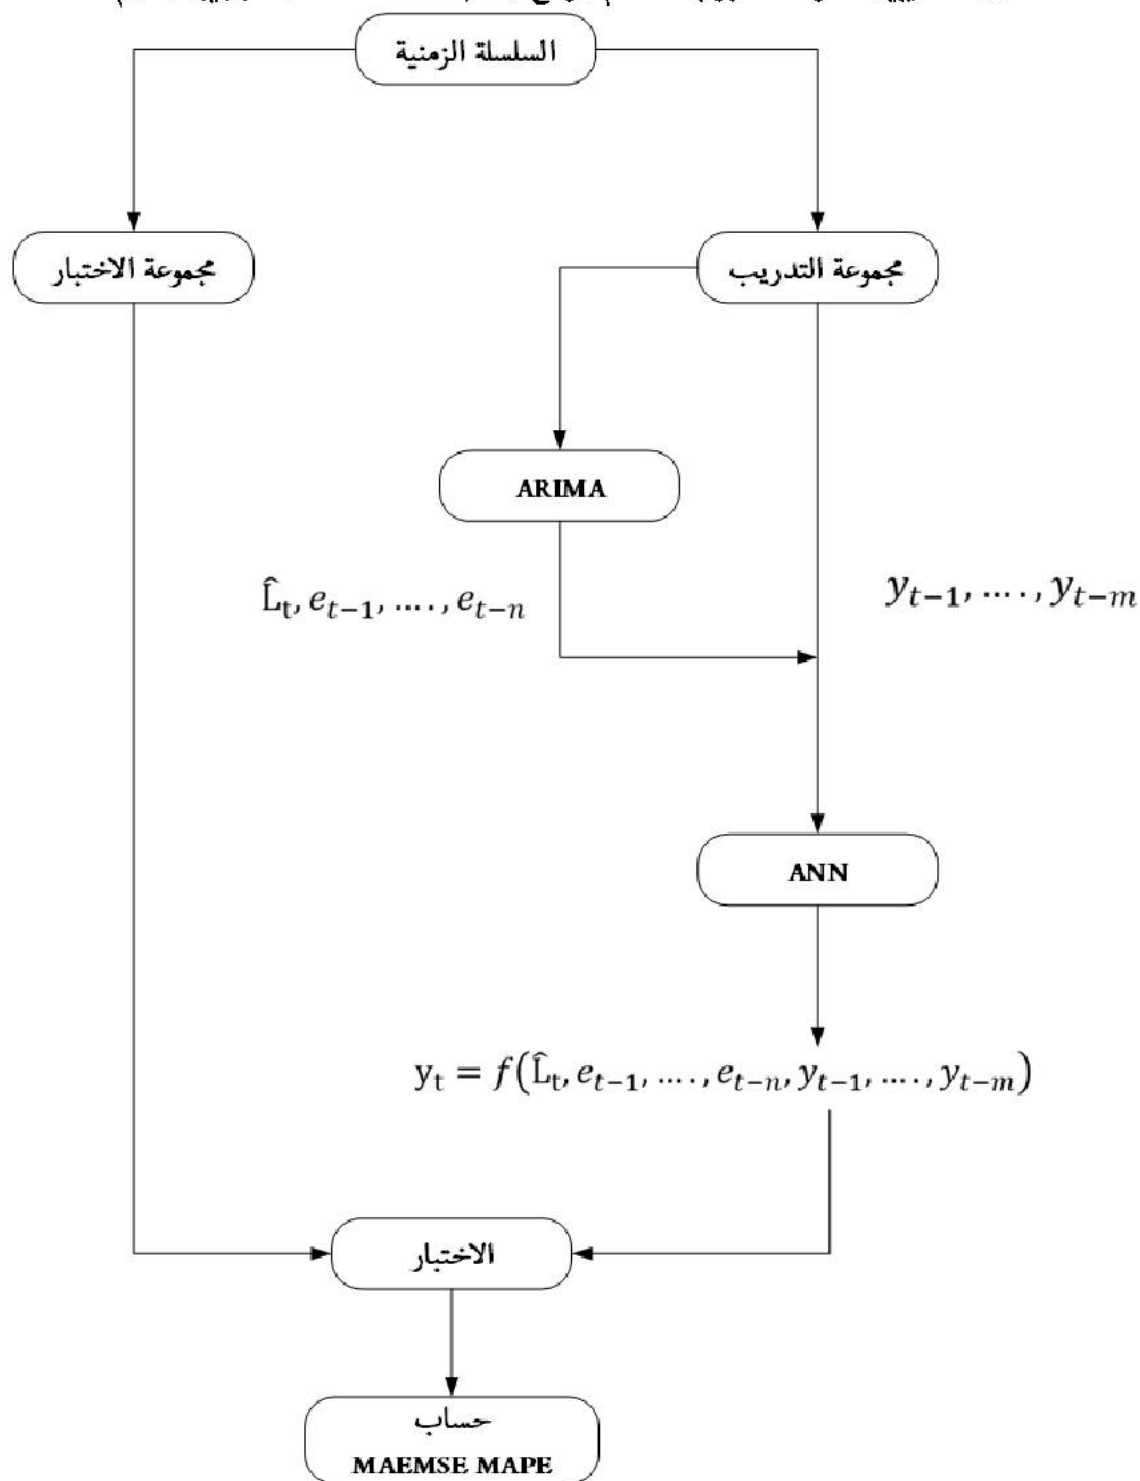 السلسلة الزمنية
مجموعة التدريب
مجموعة الاختبار
ARIMA
L̂ₜ, eₜ₋₁, …., eₜ₋ₙ
yₜ₋₁, …., yₜ₋ₘ
ANN
yₜ = f(L̂ₜ, eₜ₋₁, …., eₜ₋ₙ, yₜ₋₁, …., yₜ₋ₘ)
الاختبار
حساب
MAEMSE MAPE